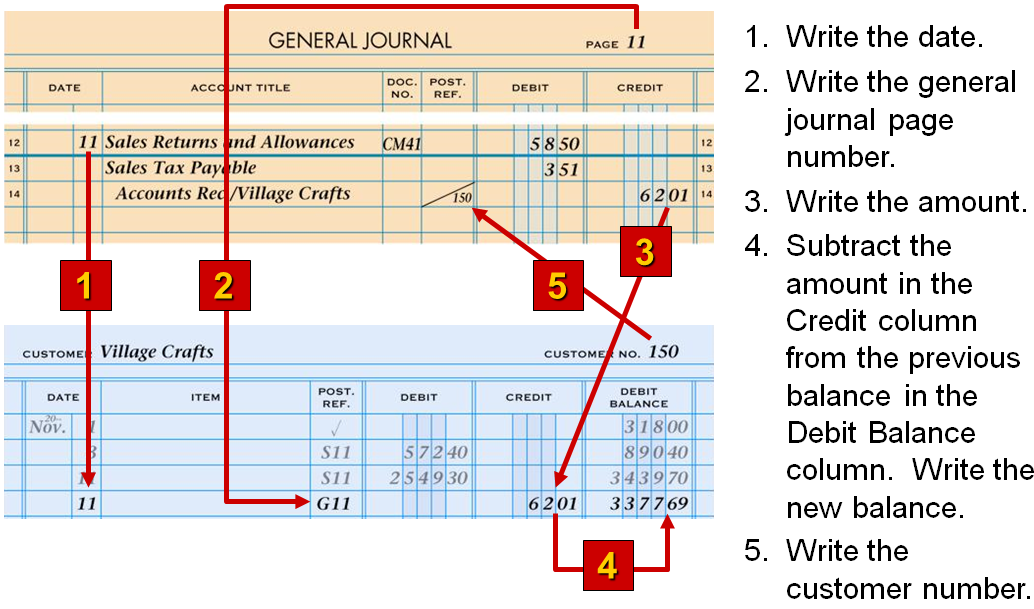 GENERAL JOURNAL PAGE 11
DATE ACCOUNT TITLE DOC. NO. POST. REF. DEBIT CREDIT
12 11 Sales Returns and Allowances CM41 58 50 12
13 Sales Tax Payable 3 51 13
14 Accounts Rec./Village Crafts 150 62 01 14
1 2 5 3
CUSTOMER Village Crafts CUSTOMER NO. 150
DATE ITEM POST. REF. DEBIT CREDIT DEBIT BALANCE
20--
Nov. 1 ✓ 318 00
3 S11 572 40 890 40
11 S11 2549 30 3439 70
11 G11 62 01 3377 69
4
1. Write the date.
2. Write the general
journal page
number.
3. Write the amount.
4. Subtract the
amount in the
Credit column
from the previous
balance in the
Debit Balance
column. Write the
new balance.
5. Write the
customer number.